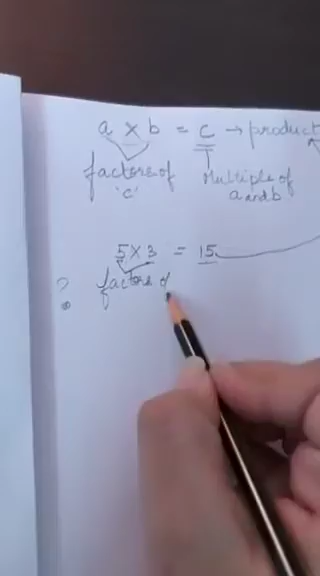 a × b = c → product
factors of Multiple of
'c' a and b
5 × 3 = 15
? factors of